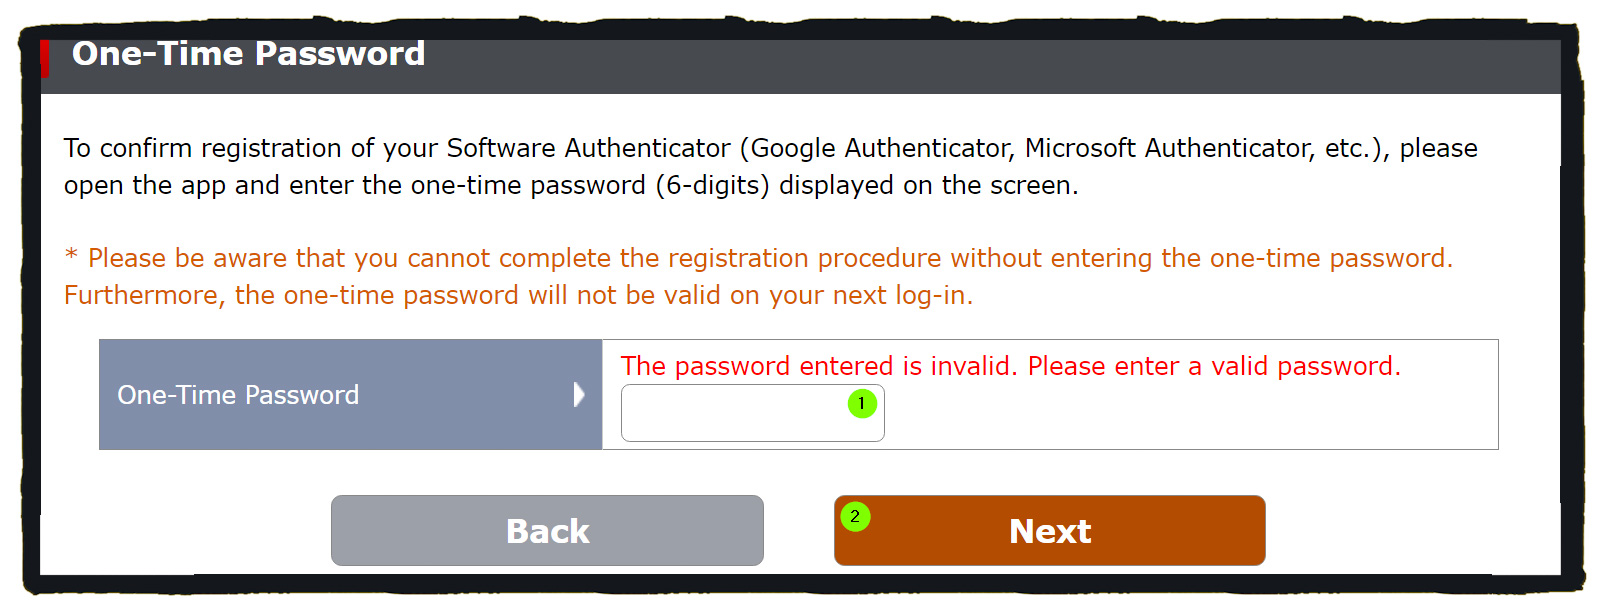 One-Time Password
To confirm registration of your Software Authenticator (Google Authenticator, Microsoft Authenticator, etc.), please
open the app and enter the one-time password (6-digits) displayed on the screen.
* Please be aware that you cannot complete the registration procedure without entering the one-time password.
Furthermore, the one-time password will not be valid on your next log-in.
The password entered is invalid. Please enter a valid password.
One-Time Password
1
Back
2
Next